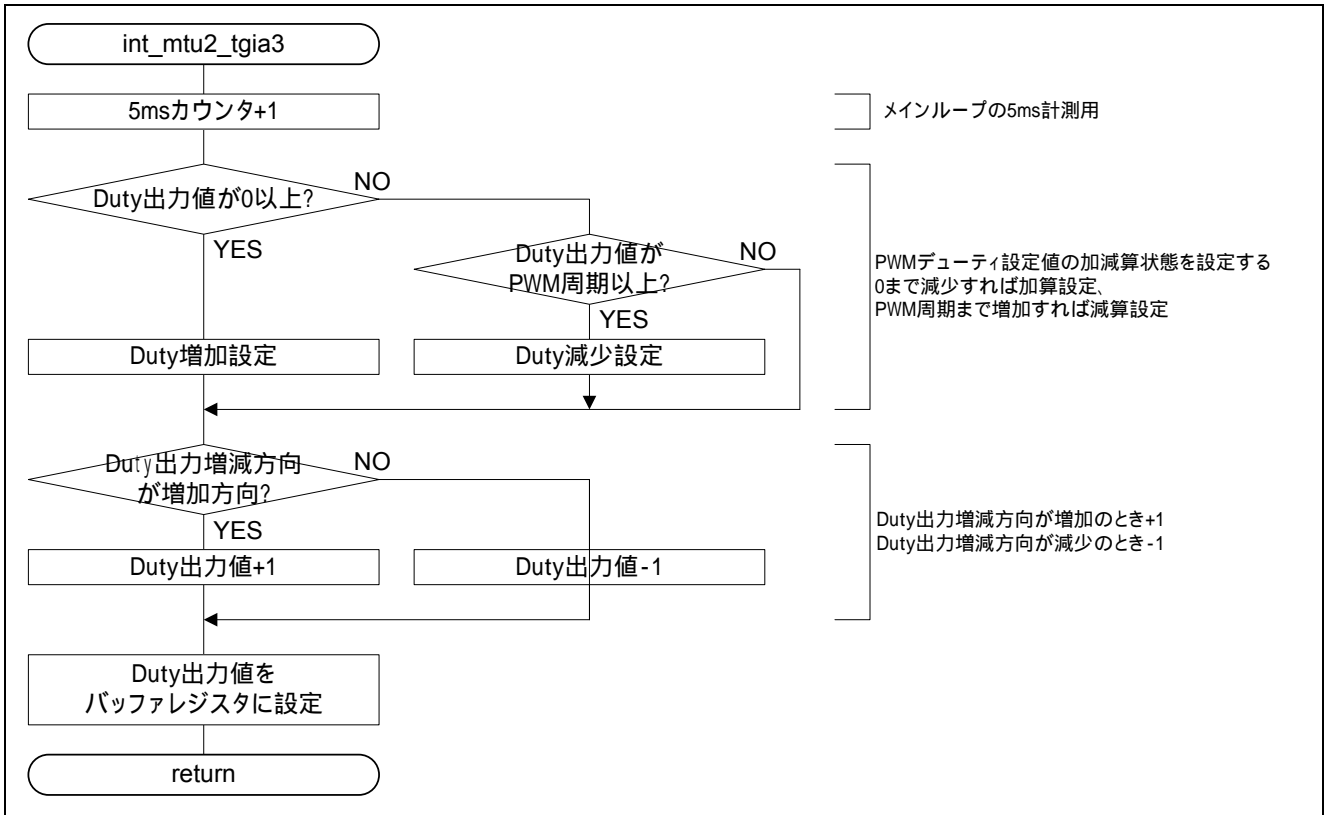 int_mtu2_tgia3
5msカウンタ+1
メインループの5ms計測用
Duty出力値が0以上?
NO
YES
Duty出力値が
PWM周期以上?
NO
YES
PWMデューティ設定値の加減算状態を設定する
0まで減少すれば加算設定、
PWM周期まで増加すれば減算設定
Duty増加設定
Duty減少設定
Duty出力増減方向
が増加方向?
NO
YES
Duty出力増減方向が増加のとき+1
Duty出力増減方向が減少のとき-1
Duty出力値+1
Duty出力値-1
Duty出力値を
バッファレジスタに設定
return